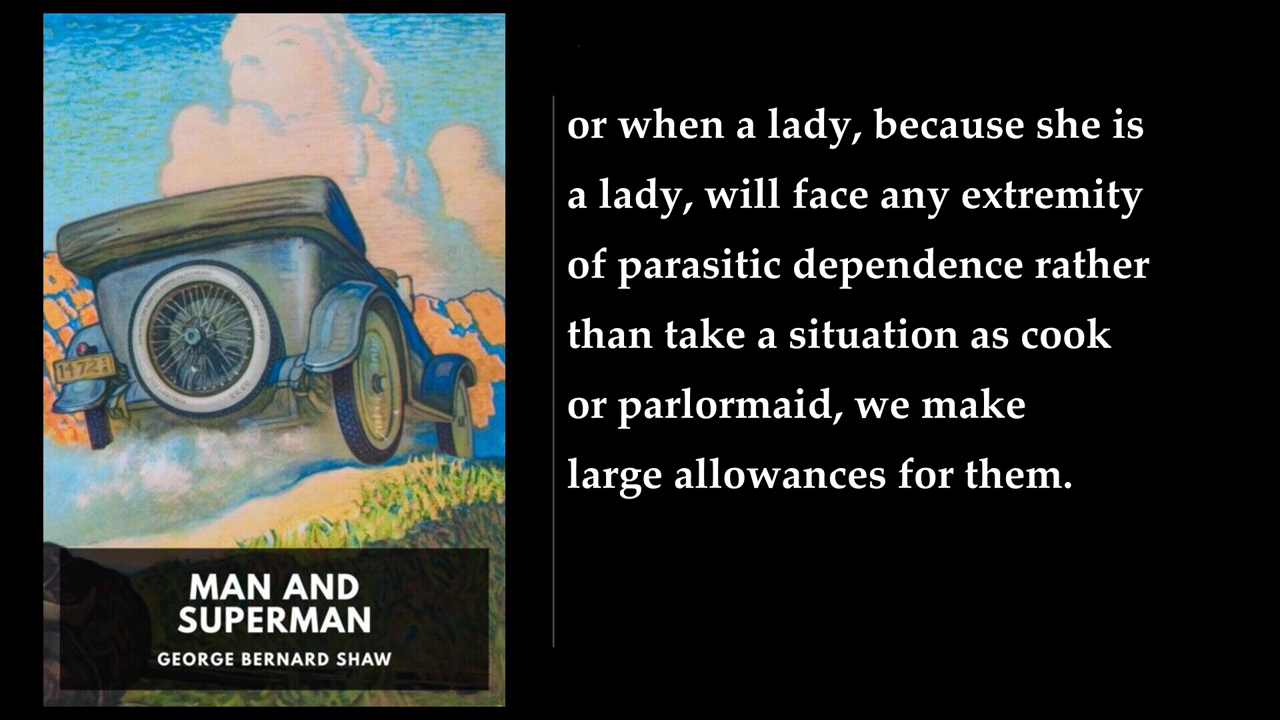 or when a lady, because she is
a lady, will face any extremity
of parasitic dependence rather
than take a situation as cook
or parlormaid, we make
large allowances for them.
1472
MAN AND
SUPERMAN
GEORGE BERNARD SHAW